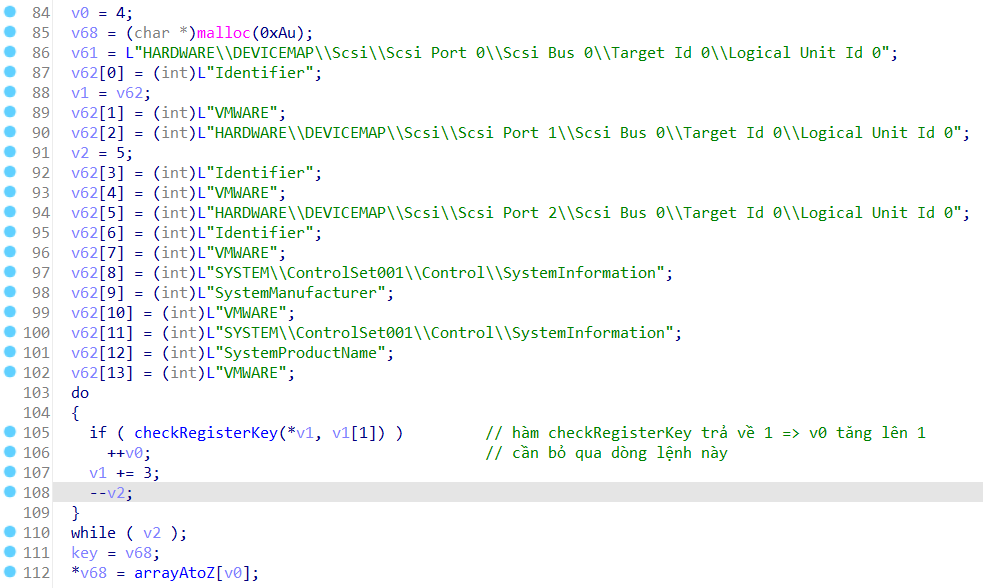 84 v0 = 4;
85 v68 = (char *)malloc(0xAu);
86 v61 = L"HARDWARE\\DEVICEMAP\\Scsi\\Scsi Port 0\\Scsi Bus 0\\Target Id 0\\Logical Unit Id 0";
87 v62[0] = (int)L"Identifier";
88 v1 = v62;
89 v62[1] = (int)L"VMWARE";
90 v62[2] = (int)L"HARDWARE\\DEVICEMAP\\Scsi\\Scsi Port 1\\Scsi Bus 0\\Target Id 0\\Logical Unit Id 0";
91 v2 = 5;
92 v62[3] = (int)L"Identifier";
93 v62[4] = (int)L"VMWARE";
94 v62[5] = (int)L"HARDWARE\\DEVICEMAP\\Scsi\\Scsi Port 2\\Scsi Bus 0\\Target Id 0\\Logical Unit Id 0";
95 v62[6] = (int)L"Identifier";
96 v62[7] = (int)L"VMWARE";
97 v62[8] = (int)L"SYSTEM\\ControlSet001\\Control\\SystemInformation";
98 v62[9] = (int)L"SystemManufacturer";
99 v62[10] = (int)L"VMWARE";
100 v62[11] = (int)L"SYSTEM\\ControlSet001\\Control\\SystemInformation";
101 v62[12] = (int)L"SystemProductName";
102 v62[13] = (int)L"VMWARE";
103 do
104 {
105 if ( checkRegisterKey(*v1, v1[1]) ) // hàm checkRegisterKey trả về 1 => v0 tăng lên 1
106 ++v0; // cần bỏ qua dòng lệnh này
107 v1 += 3;
108 --v2;
109 }
110 while ( v2 );
111 key = v68;
112 *v68 = arrayAtoZ[v0];